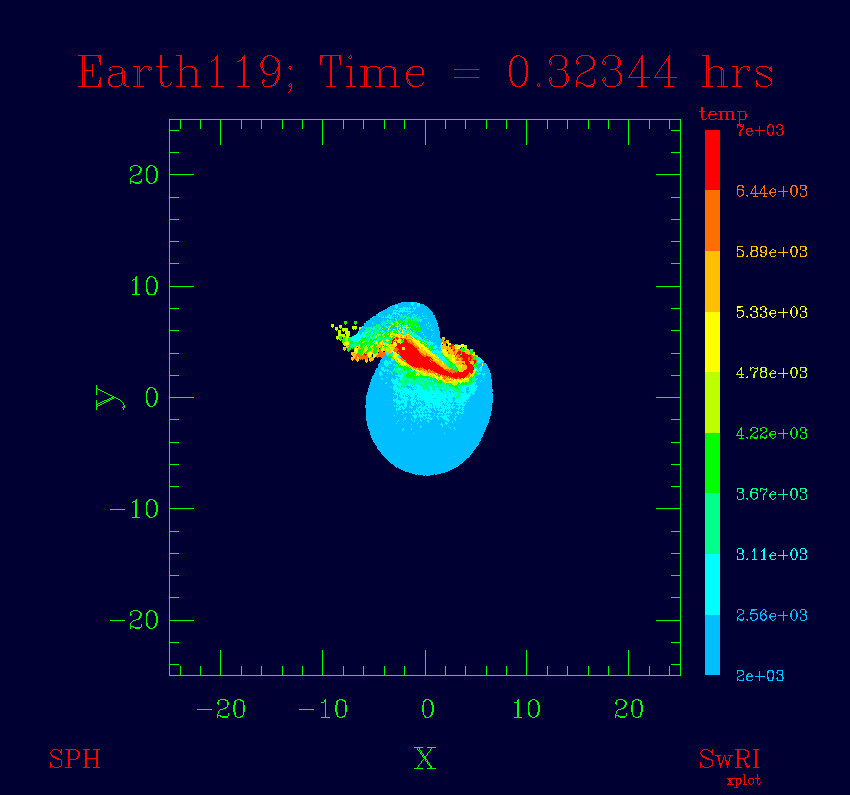 Earth119; Time = 0.32344 hrs
temp
7e+03
6.44e+03
5.89e+03
5.33e+03
4.78e+03
4.22e+03
3.67e+03
3.11e+03
2.56e+03
2e+03
20
10
0
−10
−20
y
−20 −10 0 10 20
X
SPH SwRI
xplot